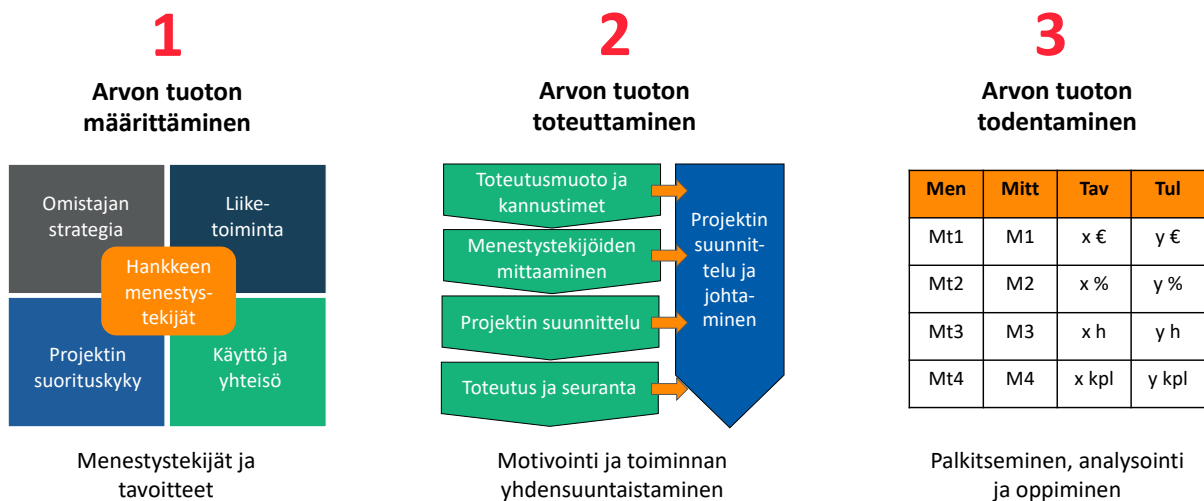 1
Arvon tuoton
määrittäminen
Omistajan
strategia
Liike-
toiminta
Hankkeen
menestys-
tekijät
Projektin
suorituskyky
Käyttö ja
yhteisö
Menestystekijät ja
tavoitteet
2
Arvon tuoton
toteuttaminen
Toteutusmuoto ja
kannustimet
Menestystekijöiden
mittaaminen
Projektin suunnittelu
Toteutus ja seuranta
Projektin
suunnit-
telu ja
johta-
minen
Motivointi ja toiminnan
yhdensuuntaistaminen
3
Arvon tuoton
todentaminen
Men Mitt Tav Tul
Mt1 M1 x € y €
Mt2 M2 x % y %
Mt3 M3 x h y h
Mt4 M4 x kpl y kpl
Palkitseminen, analysointi
ja oppiminen